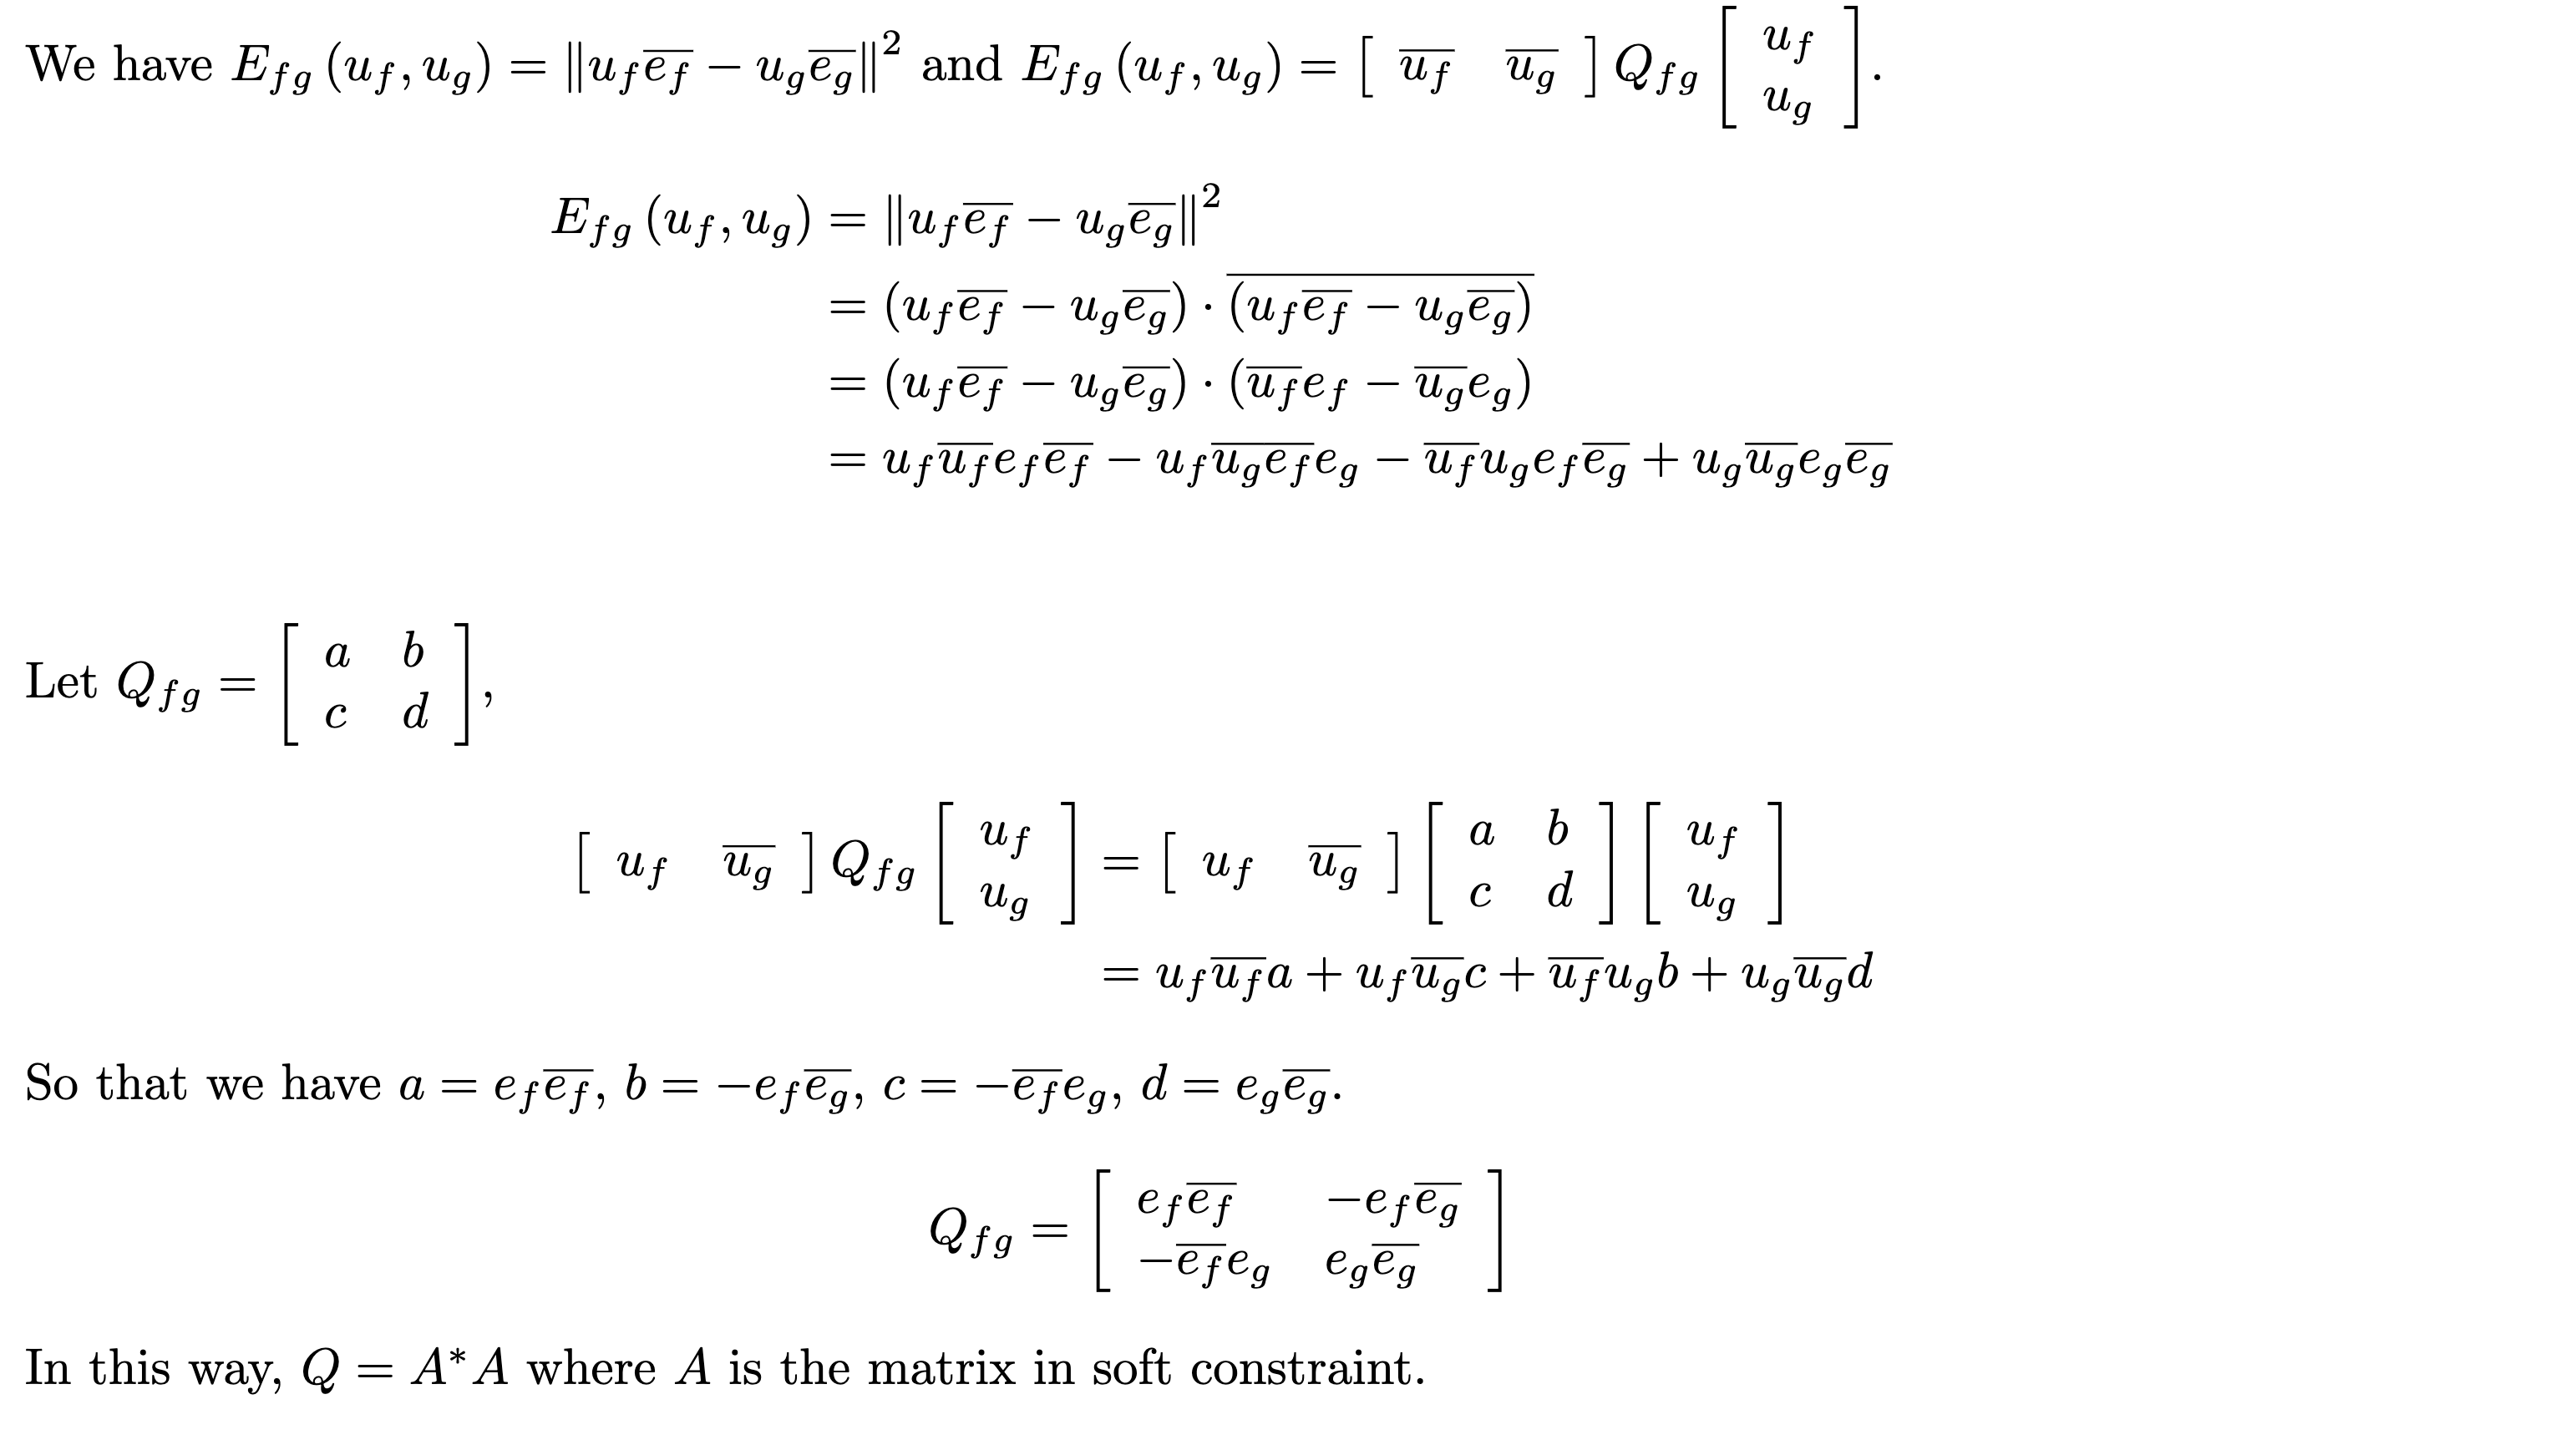 We have $E_{fg}(u_f, u_g) = \|u_f\overline{e_f} - u_g\overline{e_g}\|^2$ and $E_{fg}(u_f, u_g) = \begin{bmatrix} \overline{u_f} & \overline{u_g} \end{bmatrix} Q_{fg} \begin{bmatrix} u_f \\ u_g \end{bmatrix}$.
$E_{fg}(u_f, u_g) = \|u_f\overline{e_f} - u_g\overline{e_g}\|^2$
$= (u_f\overline{e_f} - u_g\overline{e_g}) \cdot \overline{(u_f\overline{e_f} - u_g\overline{e_g})}$
$= (u_f\overline{e_f} - u_g\overline{e_g}) \cdot (\overline{u_f}e_f - \overline{u_g}e_g)$
$= u_f\overline{u_f}e_f\overline{e_f} - u_f\overline{u_g e_f}e_g - \overline{u_f}u_g e_f\overline{e_g} + u_g\overline{u_g}e_g\overline{e_g}$
Let $Q_{fg} = \begin{bmatrix} a & b \\ c & d \end{bmatrix}$,
$\begin{bmatrix} u_f & \overline{u_g} \end{bmatrix} Q_{fg} \begin{bmatrix} u_f \\ u_g \end{bmatrix} = \begin{bmatrix} u_f & \overline{u_g} \end{bmatrix} \begin{bmatrix} a & b \\ c & d \end{bmatrix} \begin{bmatrix} u_f \\ u_g \end{bmatrix}$
$= u_f\overline{u_f}a + u_f\overline{u_g}c + \overline{u_f}u_g b + u_g\overline{u_g}d$
So that we have $a = e_f\overline{e_f}$, $b = -e_f\overline{e_g}$, $c = -\overline{e_f}e_g$, $d = e_g\overline{e_g}$.
$Q_{fg} = \begin{bmatrix} e_f\overline{e_f} & -e_f\overline{e_g} \\ -\overline{e_f}e_g & e_g\overline{e_g} \end{bmatrix}$
In this way, $Q = A^*A$ where $A$ is the matrix in soft constraint.